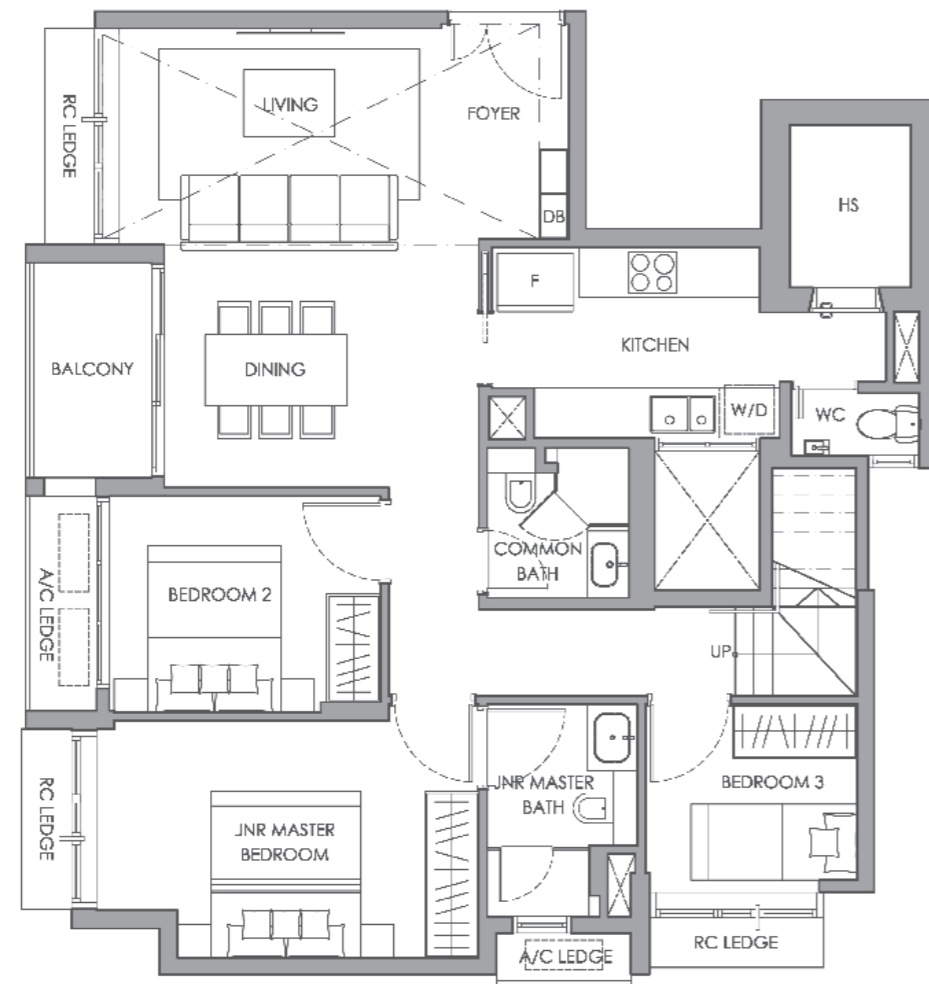 LIVING
FOYER
RC LEDGE
HS
DB
F
KITCHEN
BALCONY
DINING
W/D
WC
COMMON
BATH
A/C LEDGE
BEDROOM 2
UP
RC LEDGE
JNR MASTER
BATH
BEDROOM 3
JNR MASTER
BEDROOM
A/C LEDGE
RC LEDGE